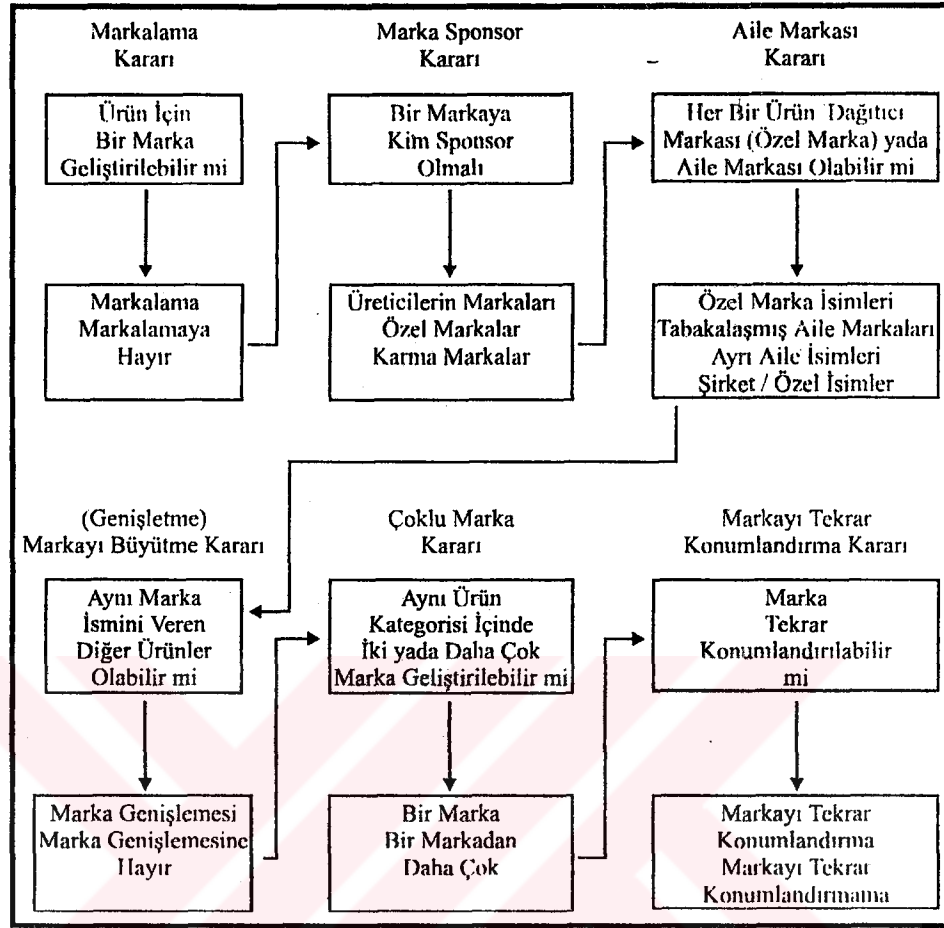 Markalama
Kararı
Ürün İçin
Bir Marka
Geliştirilebilir mi
Markalama
Markalamaya
Hayır
Marka Sponsor
Kararı
Bir Markaya
Kim Sponsor
Olmalı
Üreticilerin Markaları
Özel Markalar
Karma Markalar
Aile Markası
Kararı
Her Bir Ürün Dağıtıcı
Markası (Özel Marka) yada
Aile Markası Olabilir mi
Özel Marka İsimleri
Tabakalaşmış Aile Markaları
Ayrı Aile İsimleri
Şirket / Özel İsimler
(Genişletme)
Markayı Büyütme Kararı
Aynı Marka
İsmini Veren
Diğer Ürünler
Olabilir mi
Marka Genişlemesi
Marka Genişlemesine
Hayır
Çoklu Marka
Kararı
Aynı Ürün
Kategorisi İçinde
İki yada Daha Çok
Marka Geliştirilebilir mi
Bir Marka
Bir Markadan
Daha Çok
Markayı Tekrar
Konumlandırma Kararı
Marka
Tekrar
Konumlandırılabilir
mi
Markayı Tekrar
Konumlandırma
Markayı Tekrar
Konumlandırmama